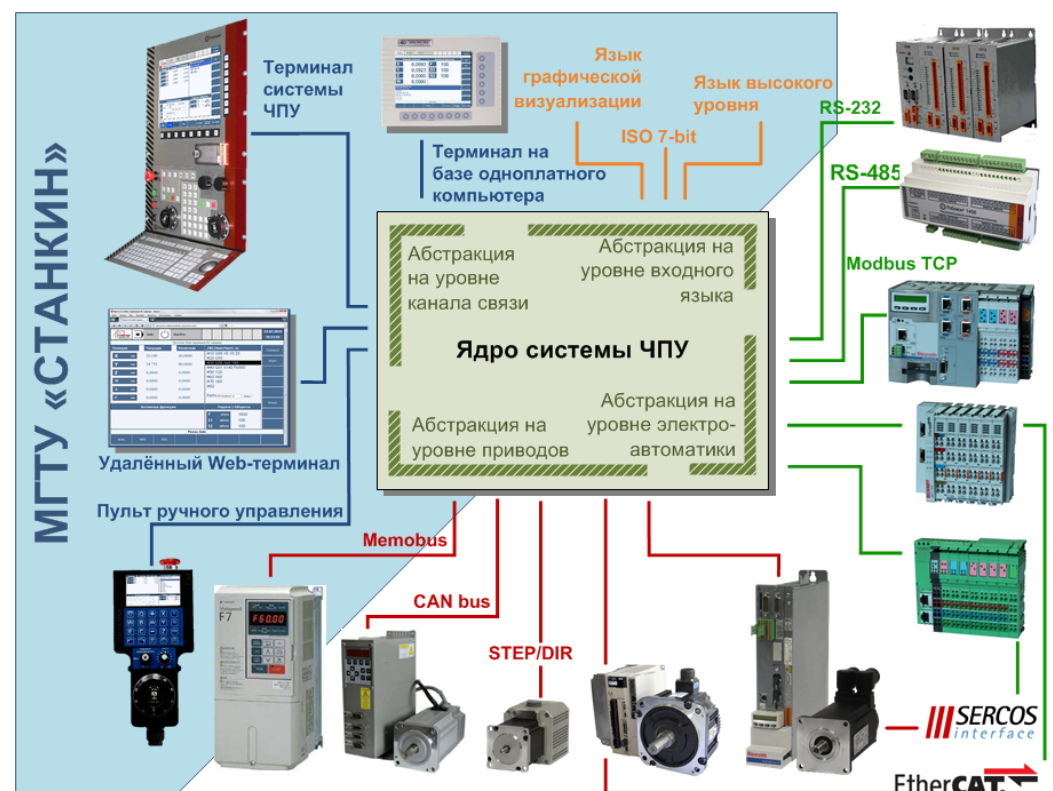 МГТУ «СТАНКИН»
Терминал
системы
ЧПУ
Терминал на
базе одноплатного
компьютера
Язык
графической
визуализации
ISO 7-bit
Язык высокого
уровня
RS-232
RS-485
Modbus TCP
Абстракция
на уровне
канала связи
Абстракция на
уровне входного
языка
Ядро системы ЧПУ
Абстракция на
уровне приводов
Абстракция на
уровне электро-
автоматики
Удалённый Web-терминал
Пульт ручного управления
Memobus
CAN bus
STEP/DIR
F7
F60.00
SERCOS
interface
EtherCAT